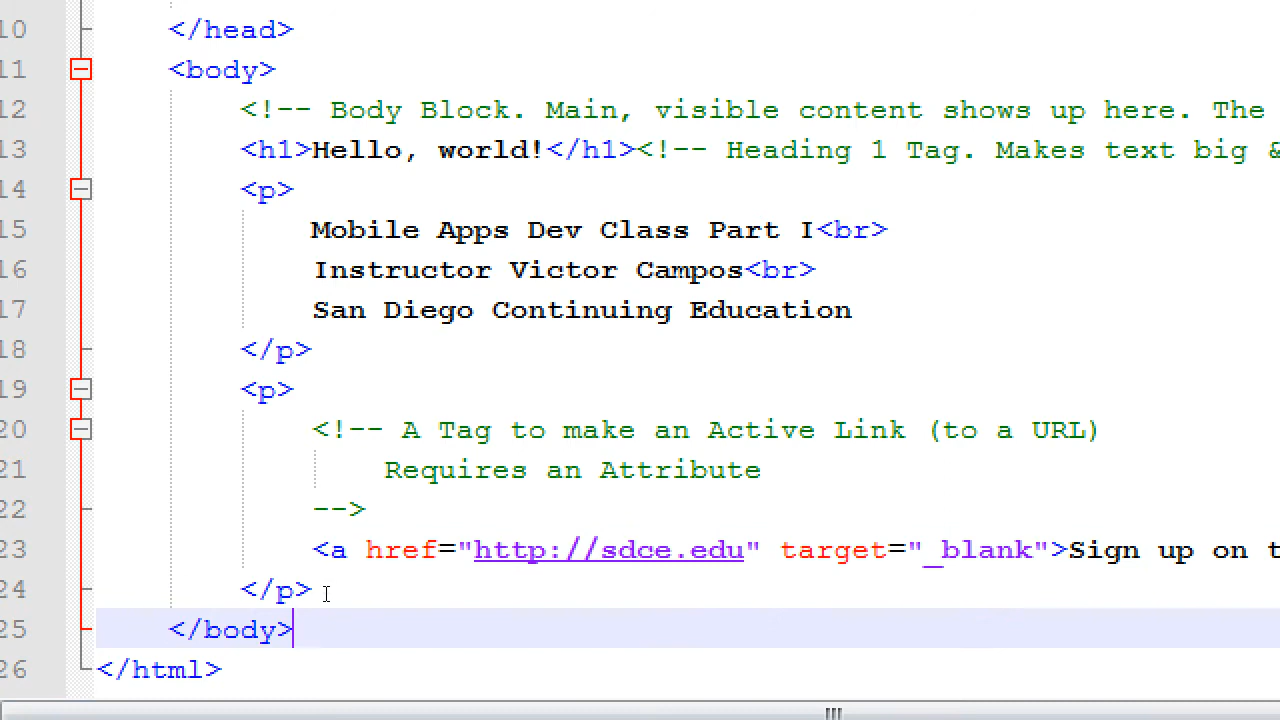 10 </head>
11 <body>
12 <!-- Body Block. Main, visible content shows up here. The
13 <h1>Hello, world!</h1><!-- Heading 1 Tag. Makes text big &
14 <p>
15 Mobile Apps Dev Class Part I<br>
16 Instructor Victor Campos<br>
17 San Diego Continuing Education
18 </p>
19 <p>
20 <!-- A Tag to make an Active Link (to a URL)
21 Requires an Attribute
22 -->
23 <a href="http://sdce.edu" target="_blank">Sign up on t
24 </p>
25 </body>
26 </html>